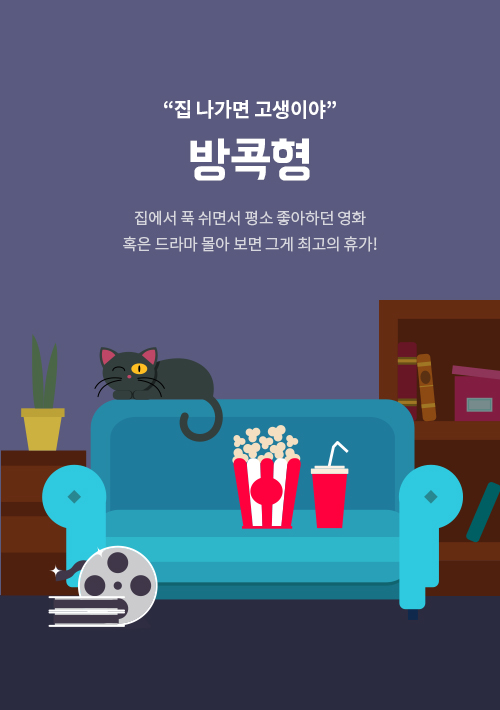 “집 나가면 고생이야”
방콕형
집에서 푹 쉬면서 평소 좋아하던 영화
혹은 드라마 몰아 보면 그게 최고의 휴가!